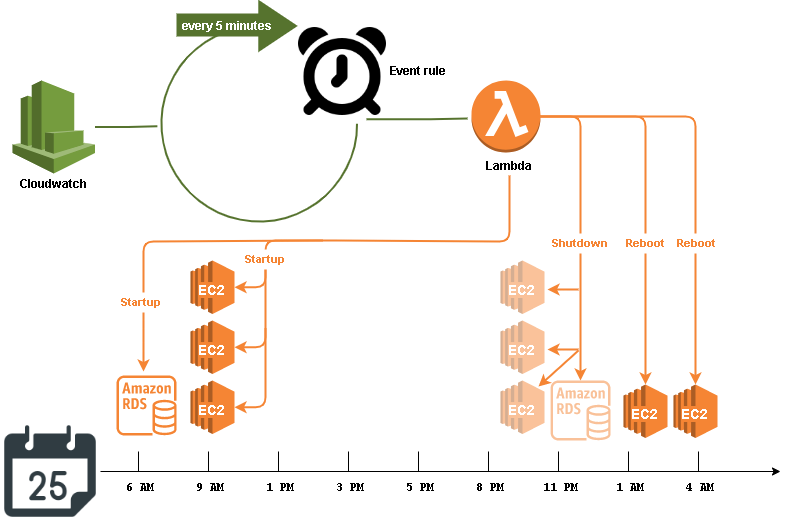 every 5 minutes
Event rule
Cloudwatch
Lambda
Startup
Shutdown
Reboot
Reboot
Startup
EC2
EC2
EC2
EC2
EC2
EC2
Amazon
RDS
Amazon
RDS
EC2
EC2
25
6 AM
9 AM
1 PM
3 PM
5 PM
8 PM
11 PM
1 AM
4 AM